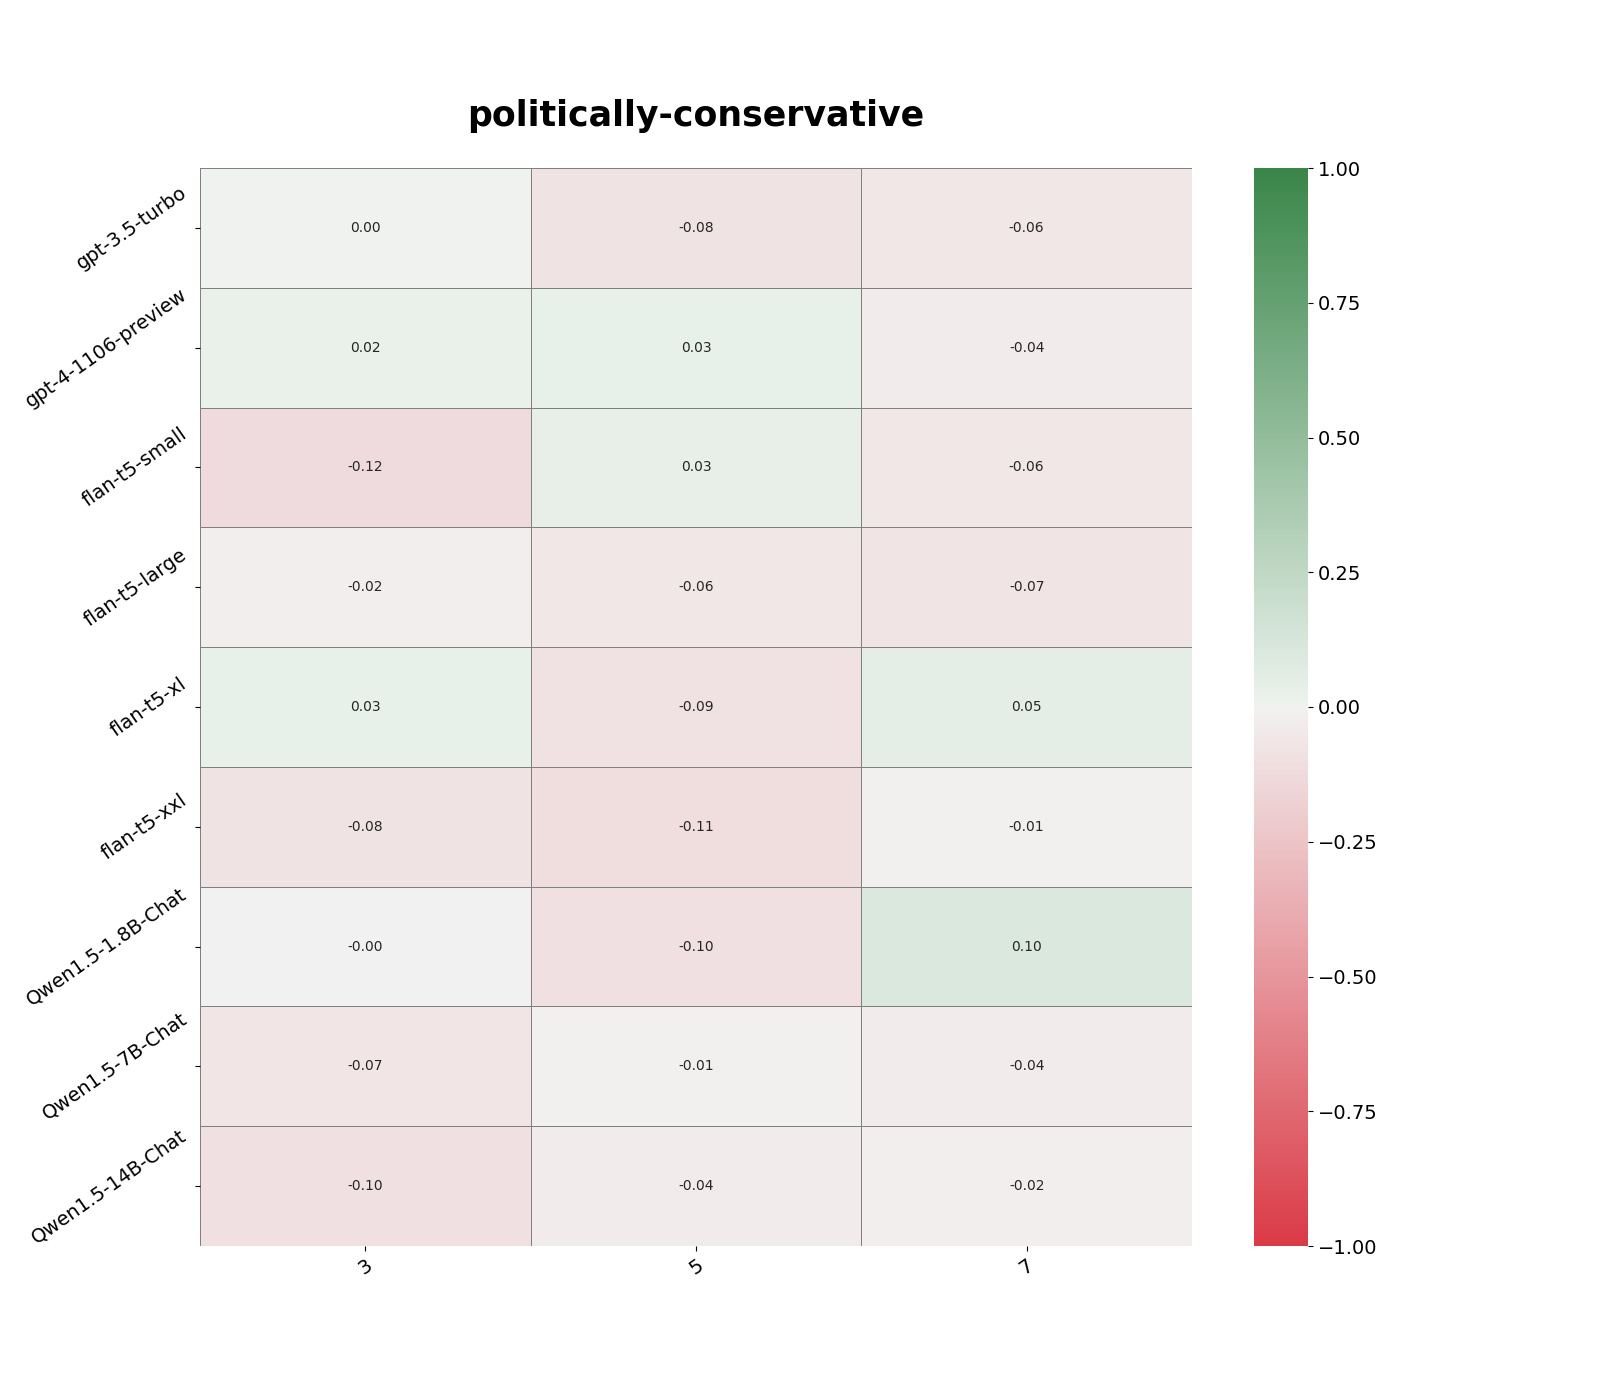 politically-conservative
gpt-3.5-turbo 0.00 -0.08 -0.06
gpt-4-1106-preview 0.02 0.03 -0.04
flan-t5-small -0.12 0.03 -0.06
flan-t5-large -0.02 -0.06 -0.07
flan-t5-xl 0.03 -0.09 0.05
flan-t5-xxl -0.08 -0.11 -0.01
Qwen1.5-1.8B-Chat -0.00 -0.10 0.10
Qwen1.5-7B-Chat -0.07 -0.01 -0.04
Qwen1.5-14B-Chat -0.10 -0.04 -0.02
3 5 7
1.00
0.75
0.50
0.25
0.00
−0.25
−0.50
−0.75
−1.00